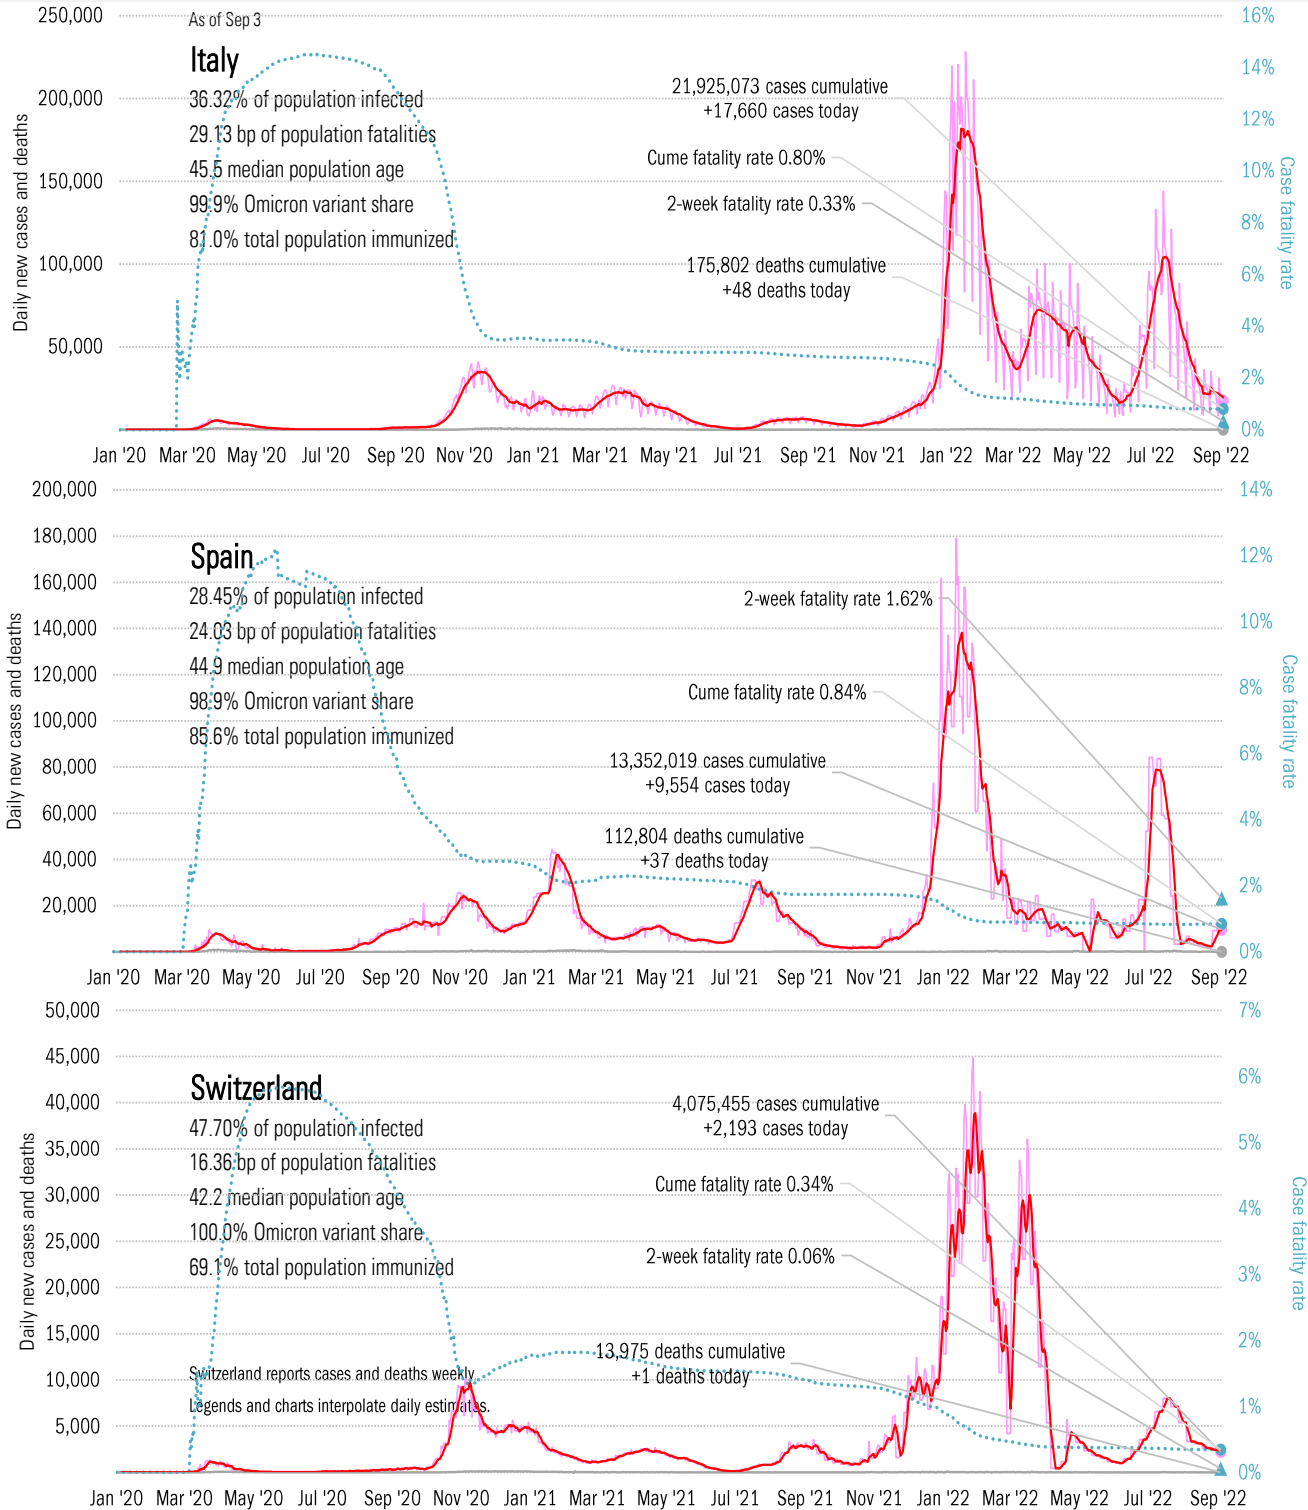 As of Sep 3
Italy
36.32% of population infected
29.13 bp of population fatalities
45.5 median population age
99.9% Omicron variant share
81.0% total population immunized
21,925,073 cases cumulative
+17,660 cases today
Cume fatality rate 0.80%
2-week fatality rate 0.33%
175,802 deaths cumulative
+48 deaths today
Daily new cases and deaths
250,000
200,000
150,000
100,000
50,000
16%
14%
12%
10%
8%
6%
4%
2%
0%
Case fatality rate
Jan '20 Mar '20 May '20 Jul '20 Sep '20 Nov '20 Jan '21 Mar '21 May '21 Jul '21 Sep '21 Nov '21 Jan '22 Mar '22 May '22 Jul '22 Sep '22
Spain
28.45% of population infected
24.03 bp of population fatalities
44.9 median population age
98.9% Omicron variant share
85.6% total population immunized
2-week fatality rate 1.62%
Cume fatality rate 0.84%
13,352,019 cases cumulative
+9,554 cases today
112,804 deaths cumulative
+37 deaths today
Daily new cases and deaths
200,000
180,000
160,000
140,000
120,000
100,000
80,000
60,000
40,000
20,000
14%
12%
10%
8%
6%
4%
2%
0%
Case fatality rate
Jan '20 Mar '20 May '20 Jul '20 Sep '20 Nov '20 Jan '21 Mar '21 May '21 Jul '21 Sep '21 Nov '21 Jan '22 Mar '22 May '22 Jul '22 Sep '22
Switzerland
47.70% of population infected
16.36 bp of population fatalities
42.2 median population age
100.0% Omicron variant share
69.1% total population immunized
Switzerland reports cases and deaths weekly
Legends and charts interpolate daily estimates.
4,075,455 cases cumulative
+2,193 cases today
Cume fatality rate 0.34%
2-week fatality rate 0.06%
13,975 deaths cumulative
+1 deaths today
Daily new cases and deaths
50,000
45,000
40,000
35,000
30,000
25,000
20,000
15,000
10,000
5,000
7%
6%
5%
4%
3%
2%
1%
0%
Case fatality rate
Jan '20 Mar '20 May '20 Jul '20 Sep '20 Nov '20 Jan '21 Mar '21 May '21 Jul '21 Sep '21 Nov '21 Jan '22 Mar '22 May '22 Jul '22 Sep '22